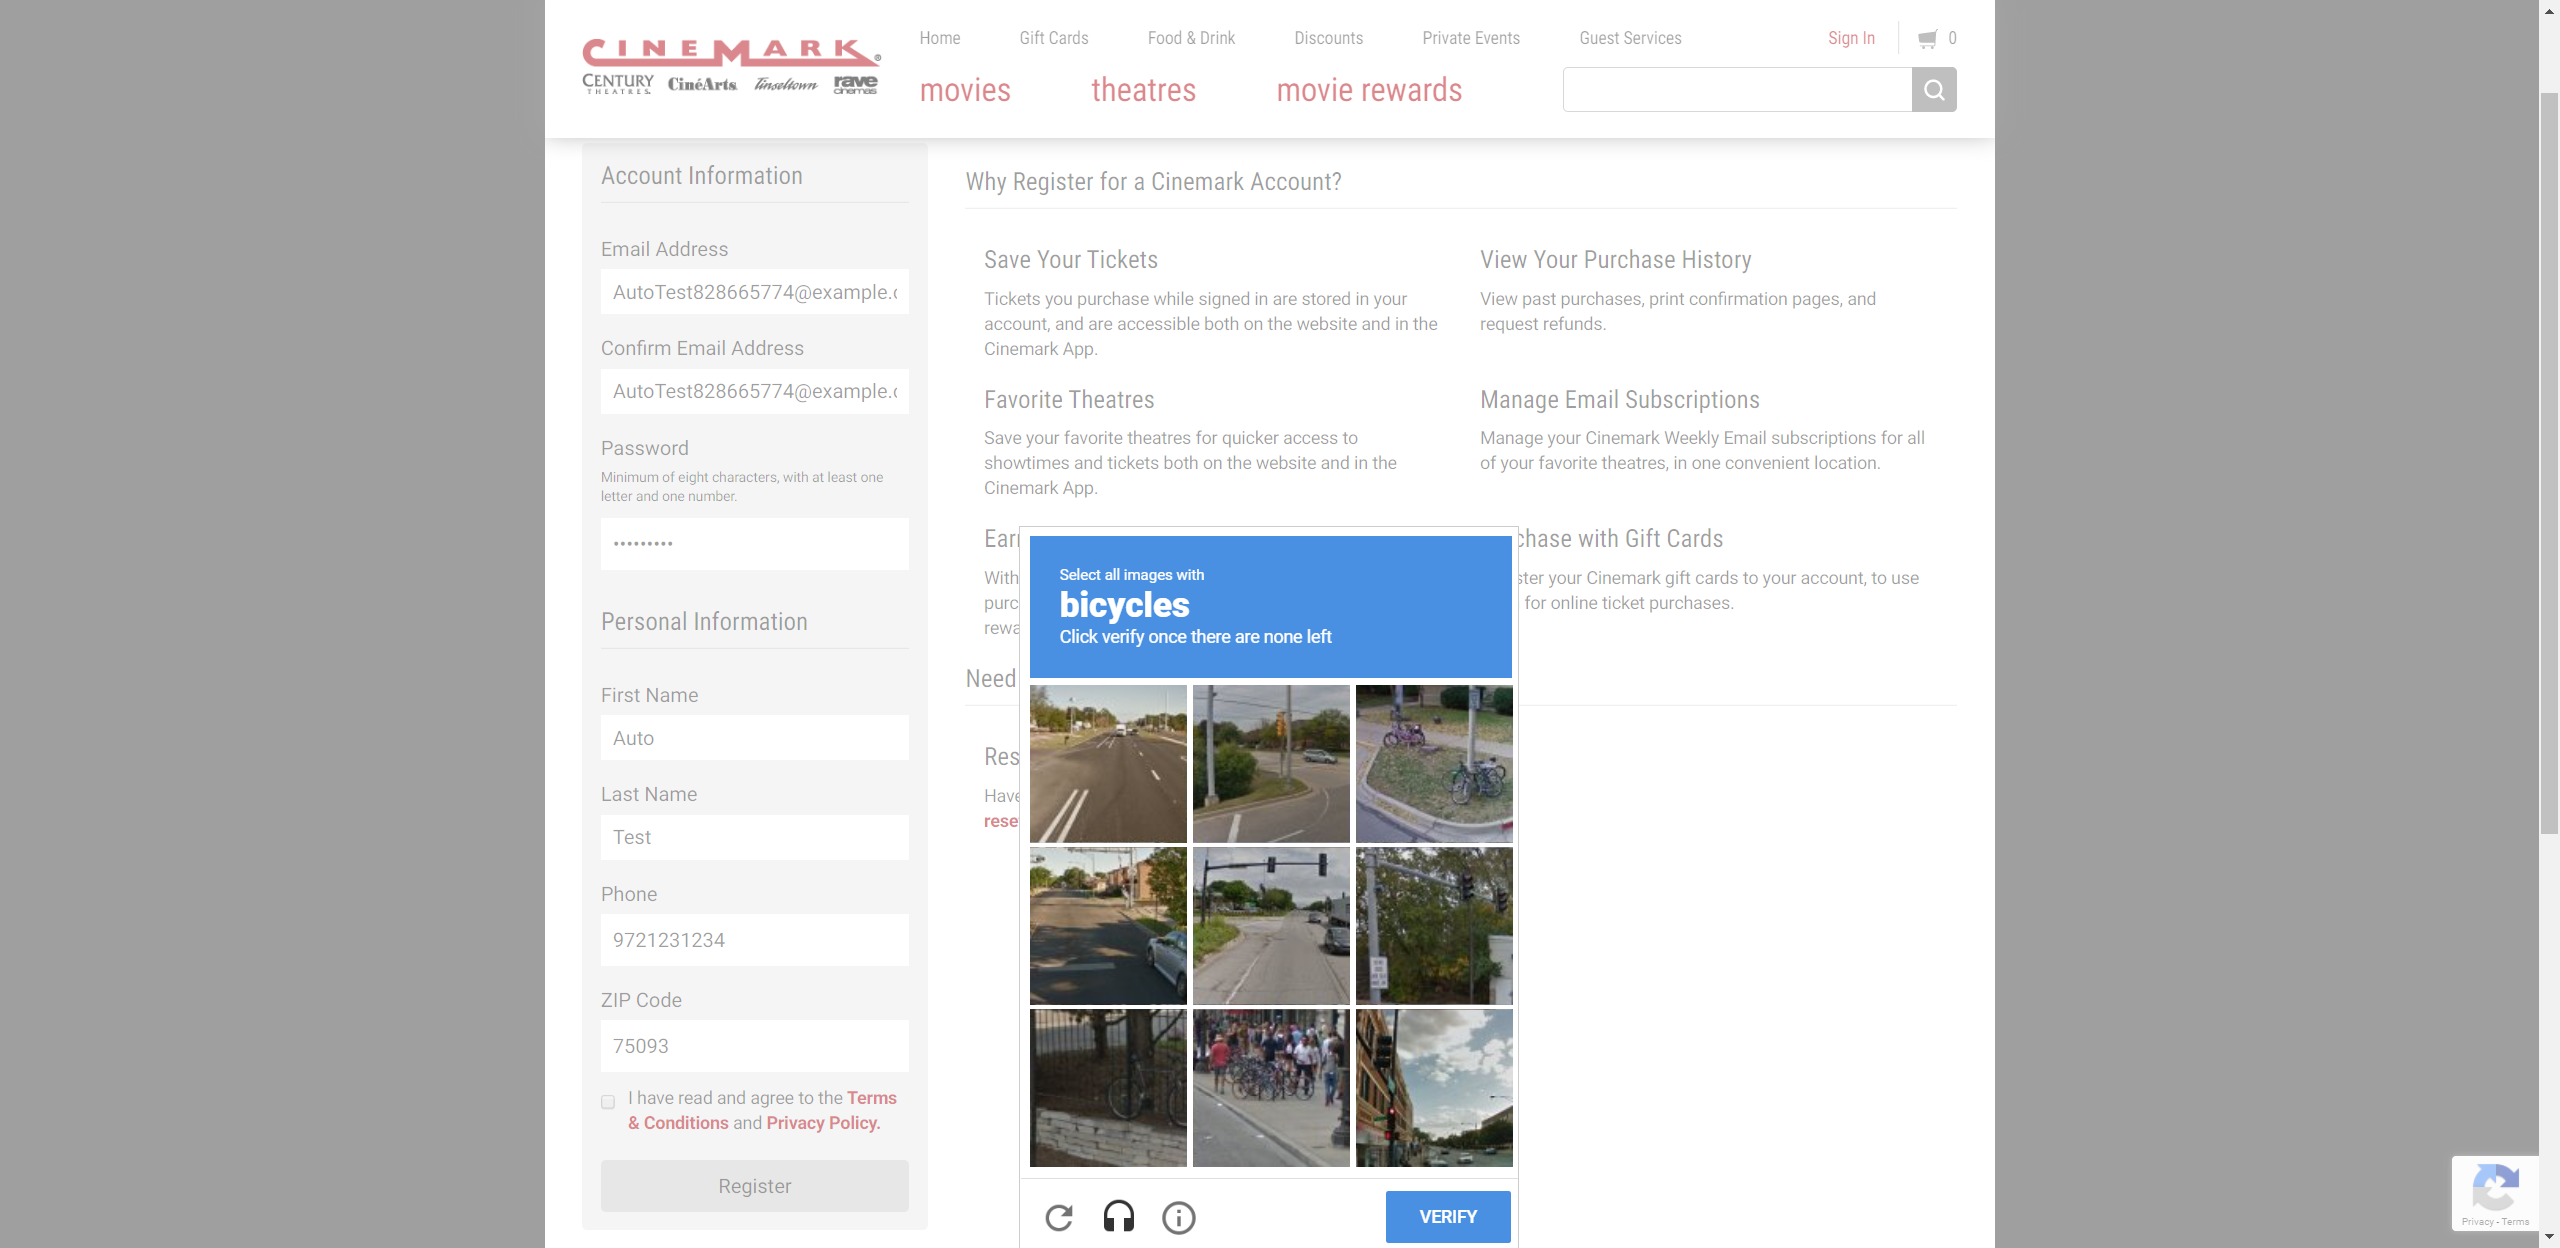 CINEMARK®
CENTURY THEATRES. CinéArts Tinseltown rave cinemas
Home Gift Cards Food & Drink Discounts Private Events Guest Services Sign In 0
movies theatres movie rewards
Account Information
Email Address
AutoTest828665774@example.c
Confirm Email Address
AutoTest828665774@example.c
Password
Minimum of eight characters, with at least one
letter and one number.
•••••••••
Personal Information
First Name
Auto
Last Name
Test
Phone
9721231234
ZIP Code
75093
I have read and agree to the Terms
& Conditions and Privacy Policy.
Register
Why Register for a Cinemark Account?
Save Your Tickets
Tickets you purchase while signed in are stored in your
account, and are accessible both on the website and in the
Cinemark App.
View Your Purchase History
View past purchases, print confirmation pages, and
request refunds.
Favorite Theatres
Save your favorite theatres for quicker access to
showtimes and tickets both on the website and in the
Cinemark App.
Manage Email Subscriptions
Manage your Cinemark Weekly Email subscriptions for all
of your favorite theatres, in one convenient location.
Ear
With
purc
rewa
chase with Gift Cards
ster your Cinemark gift cards to your account, to use
for online ticket purchases.
Need
Res
Have
rese
Select all images with
bicycles
Click verify once there are none left
VERIFY
Privacy - Terms